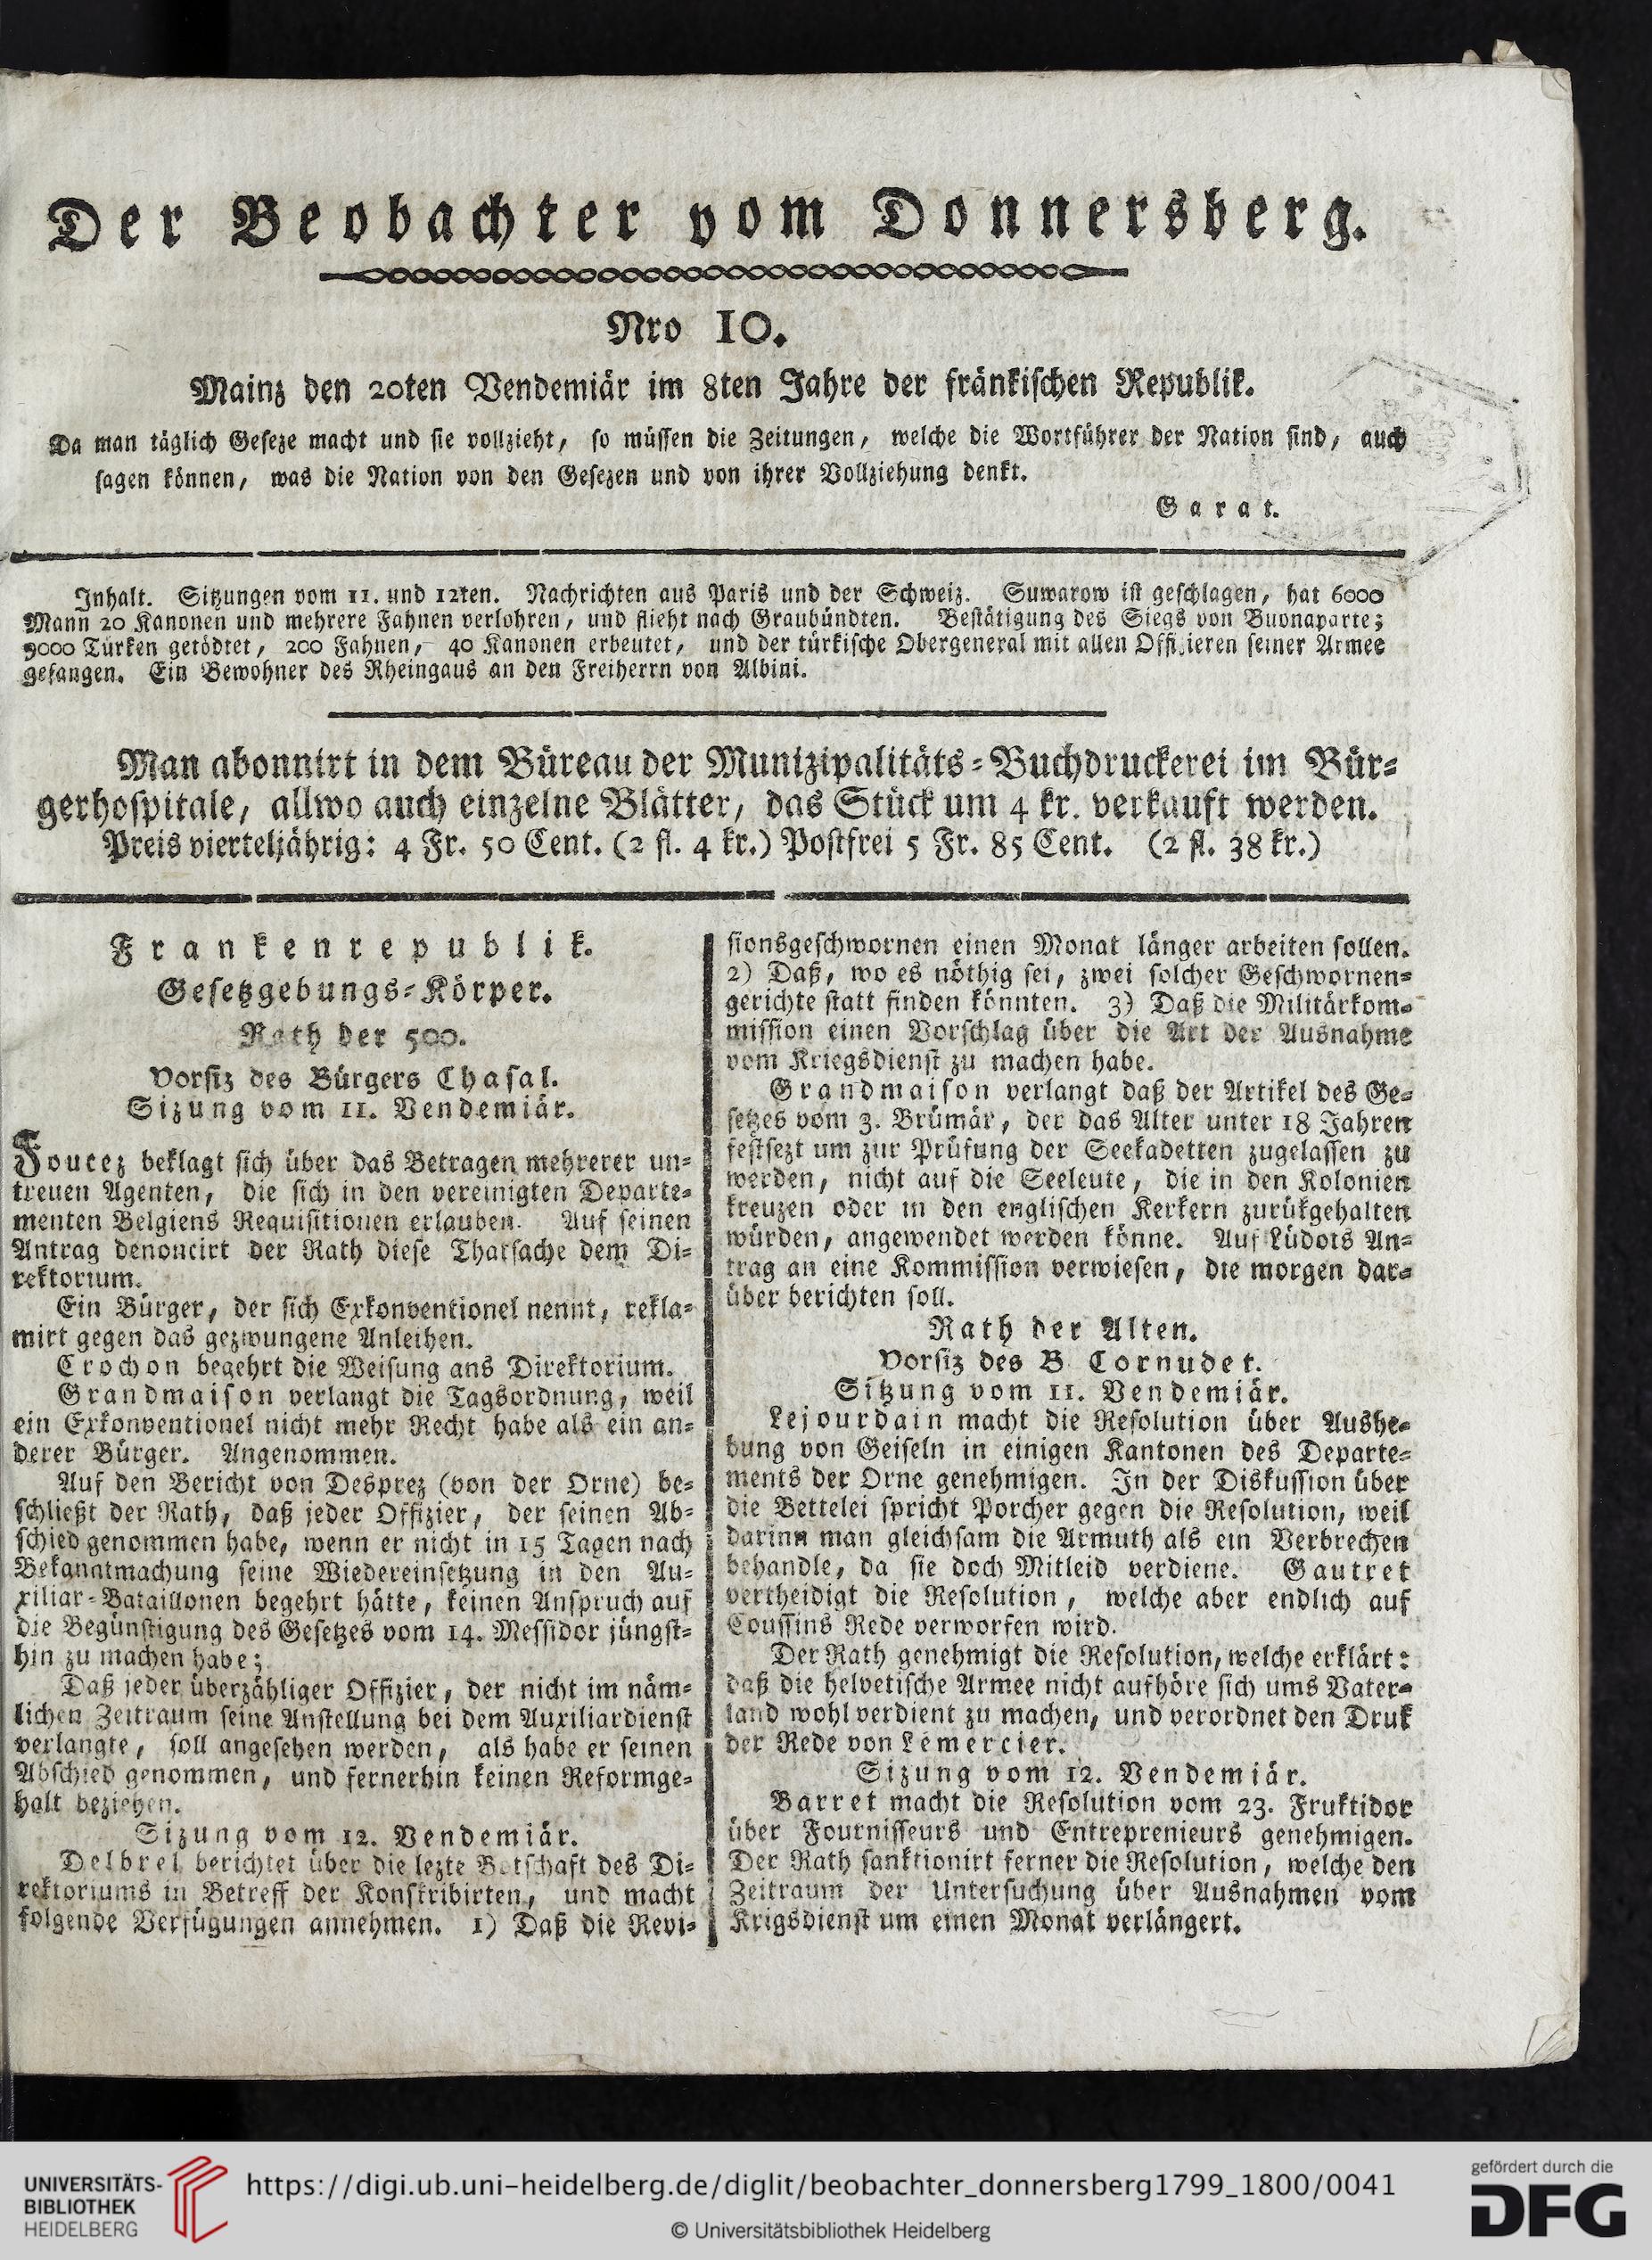 Der Beobachter vom Donnersberg.
Nro 10.
Mainz den 20ten Vendemiär im 8ten Jahre der fränkischen Republik.
Da man täglich Geseze macht und sie vollzieht, so müssen die Zeitungen, welche die Wortführer der Nation sind, auch
sagen können, was die Nation von den Gesezen und von ihrer Vollziehung denkt.
Garat.
Inhalt. Sitzungen vom 11. und 12ten. Nachrichten aus Paris und der Schweiz. Suwarow ist geschlagen, hat 6000
Mann 20 Kanonen und mehrere Fahnen verlohren, und flieht nach Graubündten. Bestätigung des Siegs von Buonaparte;
9000 Türken getödtet, 200 Fahnen, 40 Kanonen erbeutet, und der türkische Obergeneral mit allen Offizieren seiner Armee
gefangen. Ein Bewohner des Rheingaus an den Freiherrn von Albini.
Man abonnirt in dem Büreau der Munizipalitäts-Buchdruckerei im Bür-
gerhospitale, allwo auch einzelne Blätter, das Stück um 4 kr. verkauft werden.
Preis vierteljährig: 4 Fr. 50 Cent. (2 fl. 4 kr.) Postfrei 5 Fr. 85 Cent. (2 fl. 38 kr.)
Frankenrepublik.
Gesetzgebungs-Körper.
Rath der 500.
Vorsiz des Bürgers Chasal.
Sizung vom 11. Vendemiär.
Foucez beklagt sich über das Betragen mehrerer un-
treuen Agenten, die sich in den vereinigten Departe-
menten Belgiens Requisitionen erlauben. Auf seinen
Antrag denoncirt der Rath diese Thatsache dem Di-
rektorium.
Ein Bürger, der sich Exkonventionel nennt, rekla-
mirt gegen das gezwungene Anleihen.
Crochon begehrt die Weisung ans Direktorium.
Grandmaison verlangt die Tagsordnung, weil
ein Exkonventionel nicht mehr Recht habe als ein an-
derer Bürger. Angenommen.
Auf den Bericht von Desprez (von der Orne) be-
schließt der Rath, daß jeder Offizier, der seinen Ab-
schied genommen habe, wenn er nicht in 15 Tagen nach
Bekanntmachung seine Wiedereinsetzung in den Au-
xiliar-Bataillonen begehrt hätte, keinen Anspruch auf
die Begünstigung des Gesetzes vom 14. Messidor jüngst-
hin zu machen habe;
Daß jeder überzähliger Offizier, der nicht im näm-
lichen Zeitraum seine Anstellung bei dem Auxiliardienst
verlangte, soll angesehen werden, als habe er seinen
Abschied genommen, und fernerhin keinen Reformge-
halt beziehen.
Sizung vom 12. Vendemiär.
Delbrel berichtet über die lezte Botschaft des Di-
rektoriums in Betreff der Konskribirten, und macht
folgende Verfügungen annehmen. 1) Daß die Revi-
sionsgeschwornen einen Monat länger arbeiten sollen.
2) Daß, wo es nöthig sei, zwei solcher Geschwornen-
gerichte statt finden könnten. 3) Daß die Militärkom-
mission einen Vorschlag über die Art der Ausnahme
vom Kriegsdienst zu machen habe.
Grandmaison verlangt daß der Artikel des Ge-
setzes vom 3. Brümär, der das Alter unter 18 Jahren
festsezt um zur Prüfung der Seekadetten zugelassen zu
werden, nicht auf die Seeleute, die in den Kolonien
kreuzen oder in den englischen Kerkern zurükgehalten
würden, angewendet werden könne. Auf Lüdots An-
trag an eine Kommission verwiesen, die morgen dar-
über berichten soll.
Rath der Alten.
Vorsiz des B Cornudet.
Sitzung vom 11. Vendemiär.
Lejourdain macht die Resolution über Aushe-
bung von Geiseln in einigen Kantonen des Departe-
ments der Orne genehmigen. In der Diskussion über
die Bettelei spricht Porcher gegen die Resolution, weil
darinn man gleichsam die Armuth als ein Verbrechen
behandle, da sie doch Mitleid verdiene. Gautret
vertheidigt die Resolution, welche aber endlich auf
Coussins Rede verworfen wird.
Der Rath genehmigt die Resolution, welche erklärt:
daß die helvetische Armee nicht aufhöre sich ums Vater-
land wohl verdient zu machen, und verordnet den Druk
der Rede von Lemercier.
Sizung vom 12. Vendemiär.
Barret macht die Resolution vom 23. Fruktidor
über Fournisseurs und Entreprenieurs genehmigen.
Der Rath sanktionirt ferner die Resolution, welche den
Zeitraum der Untersuchung über Ausnahmen vom
Krigsdienst um einen Monat verlängert.
UNIVERSITÄTS-
BIBLIOTHEK
HEIDELBERG
https://digi.ub.uni-heidelberg.de/diglit/beobachter_donnersberg1799_1800/0041
© Universitätsbibliothek Heidelberg
gefördert durch die
DFG